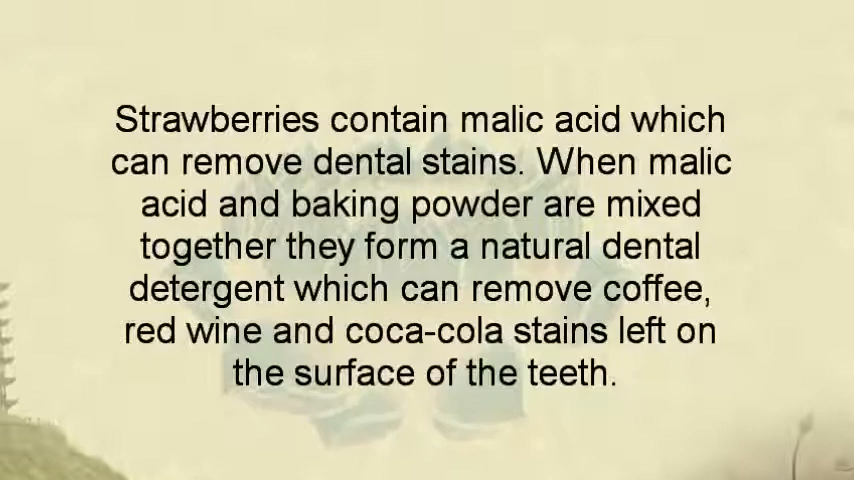 Strawberries contain malic acid which
can remove dental stains. When malic
acid and baking powder are mixed
together they form a natural dental
detergent which can remove coffee,
red wine and coca-cola stains left on
the surface of the teeth.